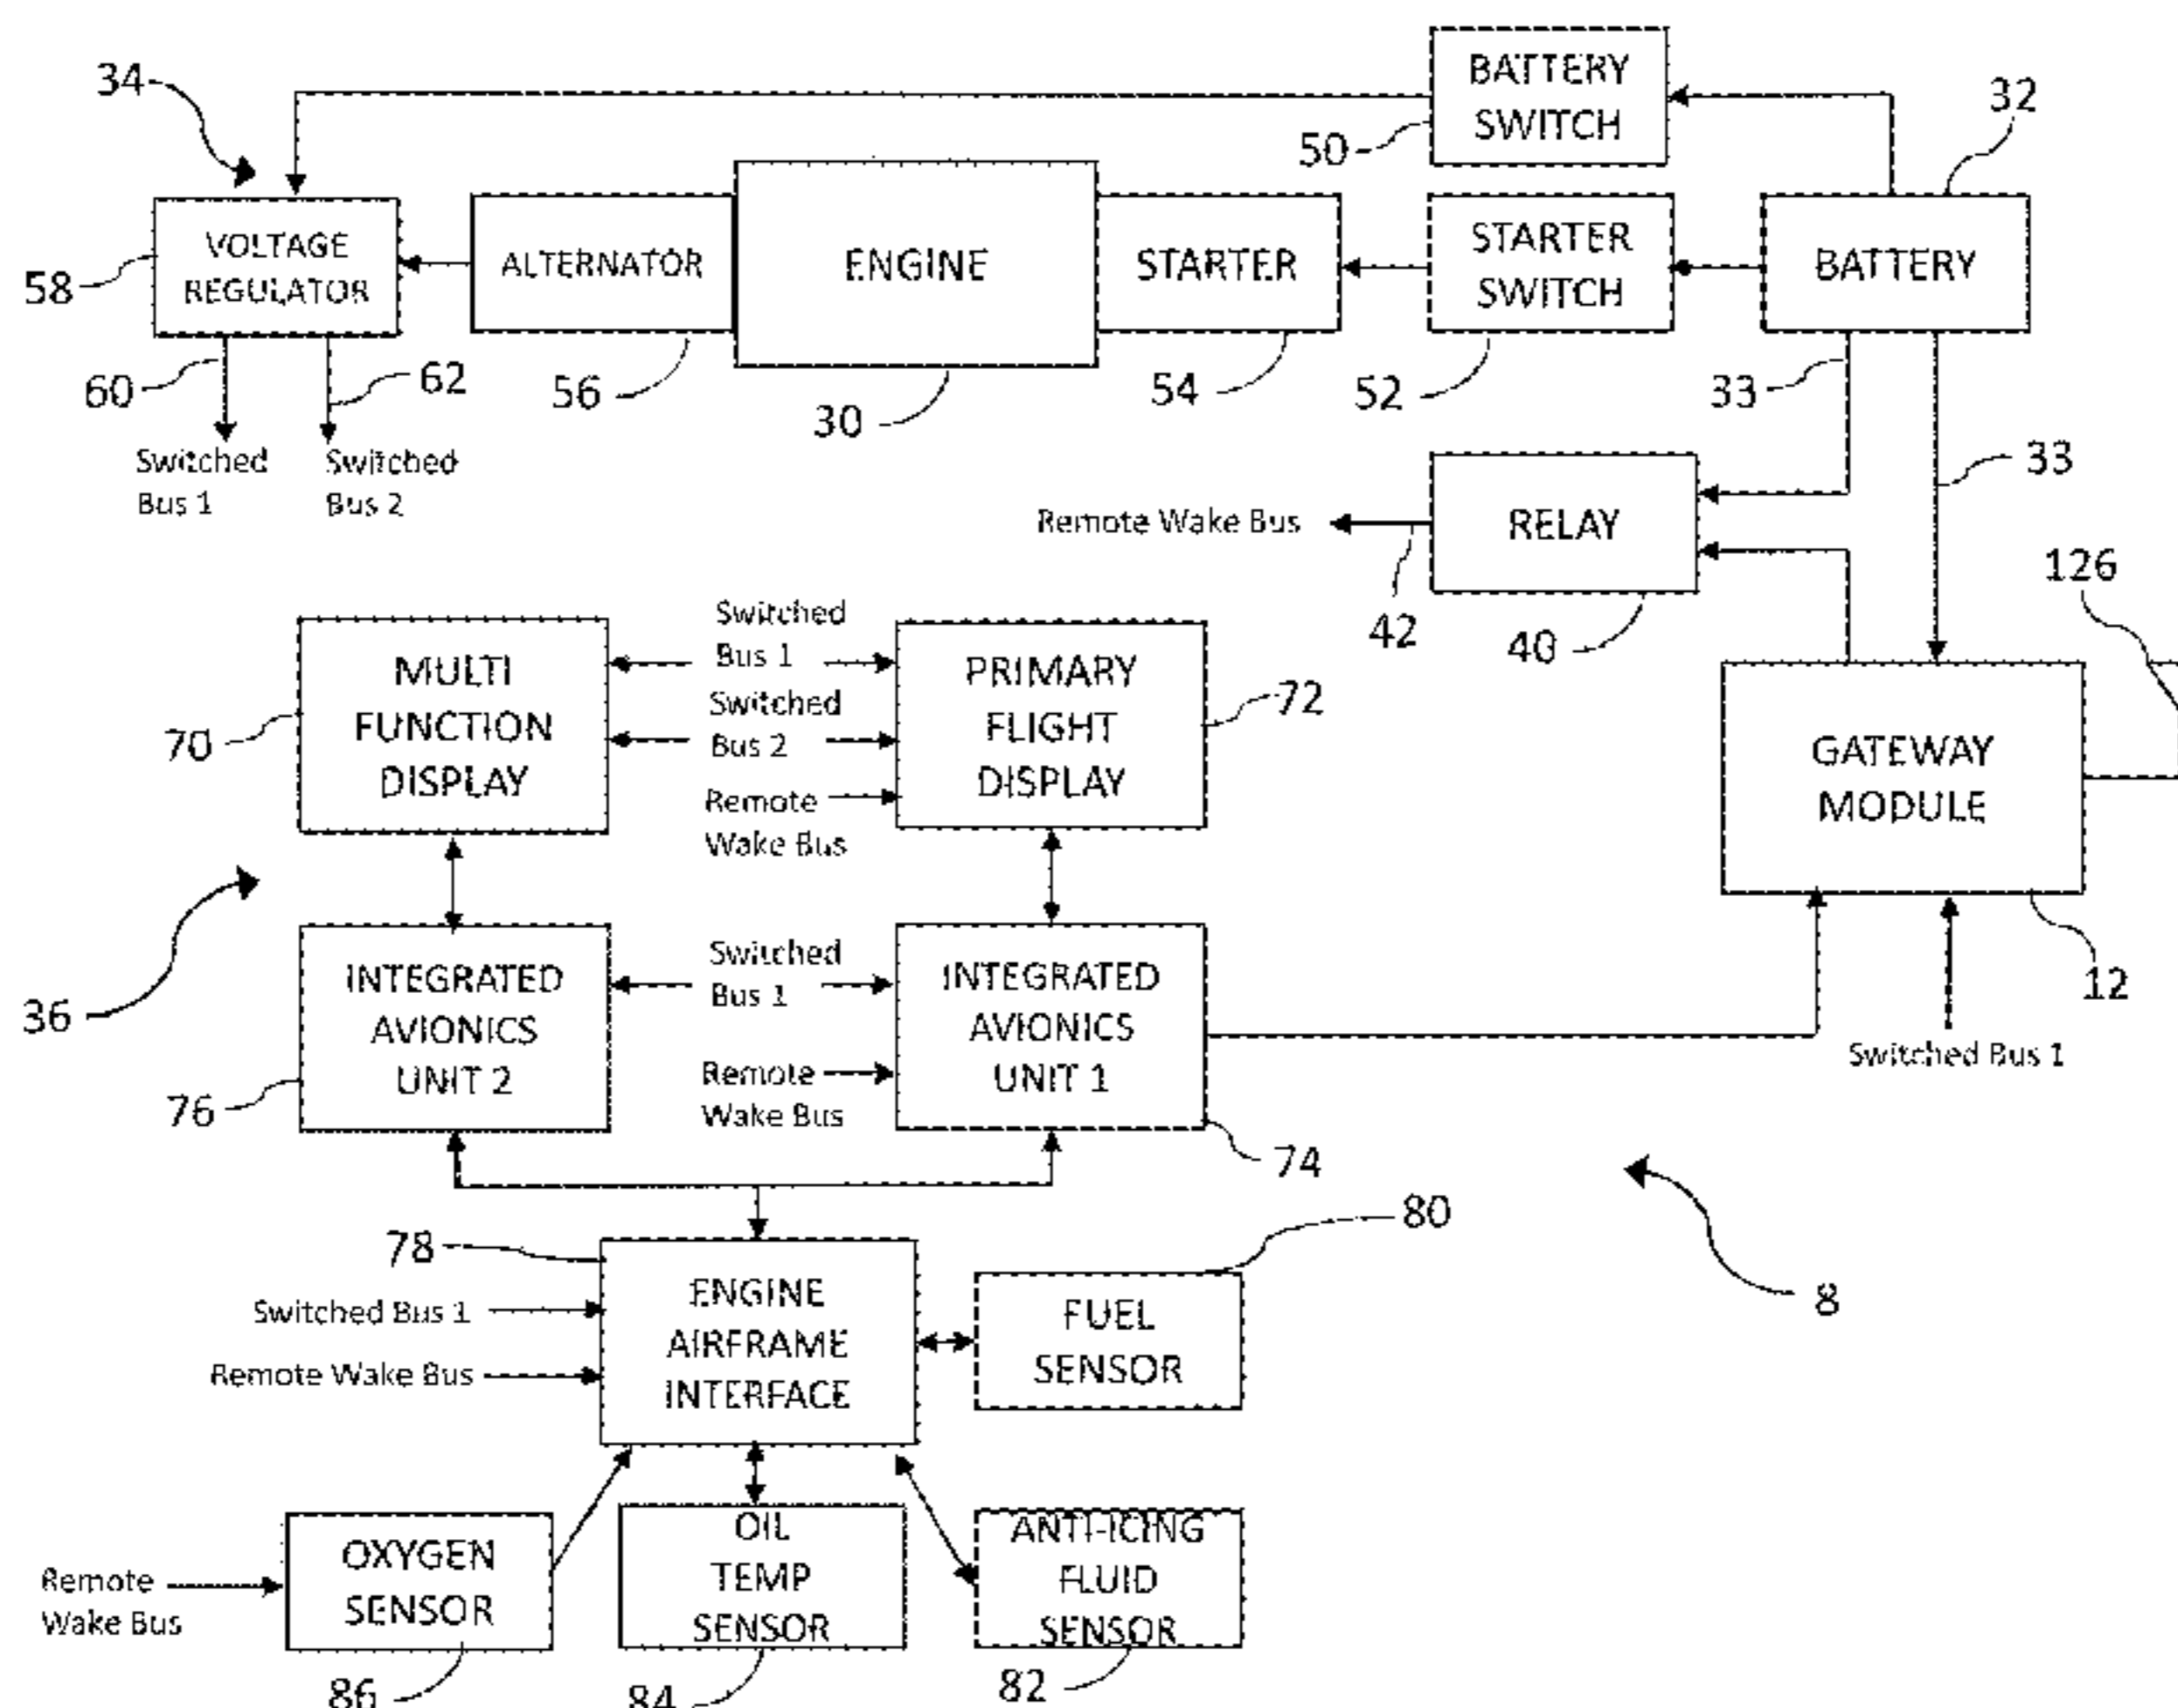 34
BATTERY
SWITCH
50
32
VOLTAGE
REGULATOR
58
ALTERNATOR
ENGINE
STARTER
STARTER
SWITCH
BATTERY
60
62
56
30
54
52
33
33
Switched
Bus 1
Switched
Bus 2
Remote Wake Bus
RELAY
42
40
126
MULTI
FUNCTION
DISPLAY
70
Switched
Bus 1
Switched
Bus 2
Remote
Wake Bus
PRIMARY
FLIGHT
DISPLAY
72
GATEWAY
MODULE
12
Switched Bus 1
36
INTEGRATED
AVIONICS
UNIT 2
76
Switched
Bus 1
Remote
Wake Bus
INTEGRATED
AVIONICS
UNIT 1
74
78
Switched Bus 1
Remote Wake Bus
ENGINE
AIRFRAME
INTERFACE
80
FUEL
SENSOR
8
Remote
Wake Bus
OXYGEN
SENSOR
86
OIL
TEMP
SENSOR
84
ANTI-ICING
FLUID
SENSOR
82